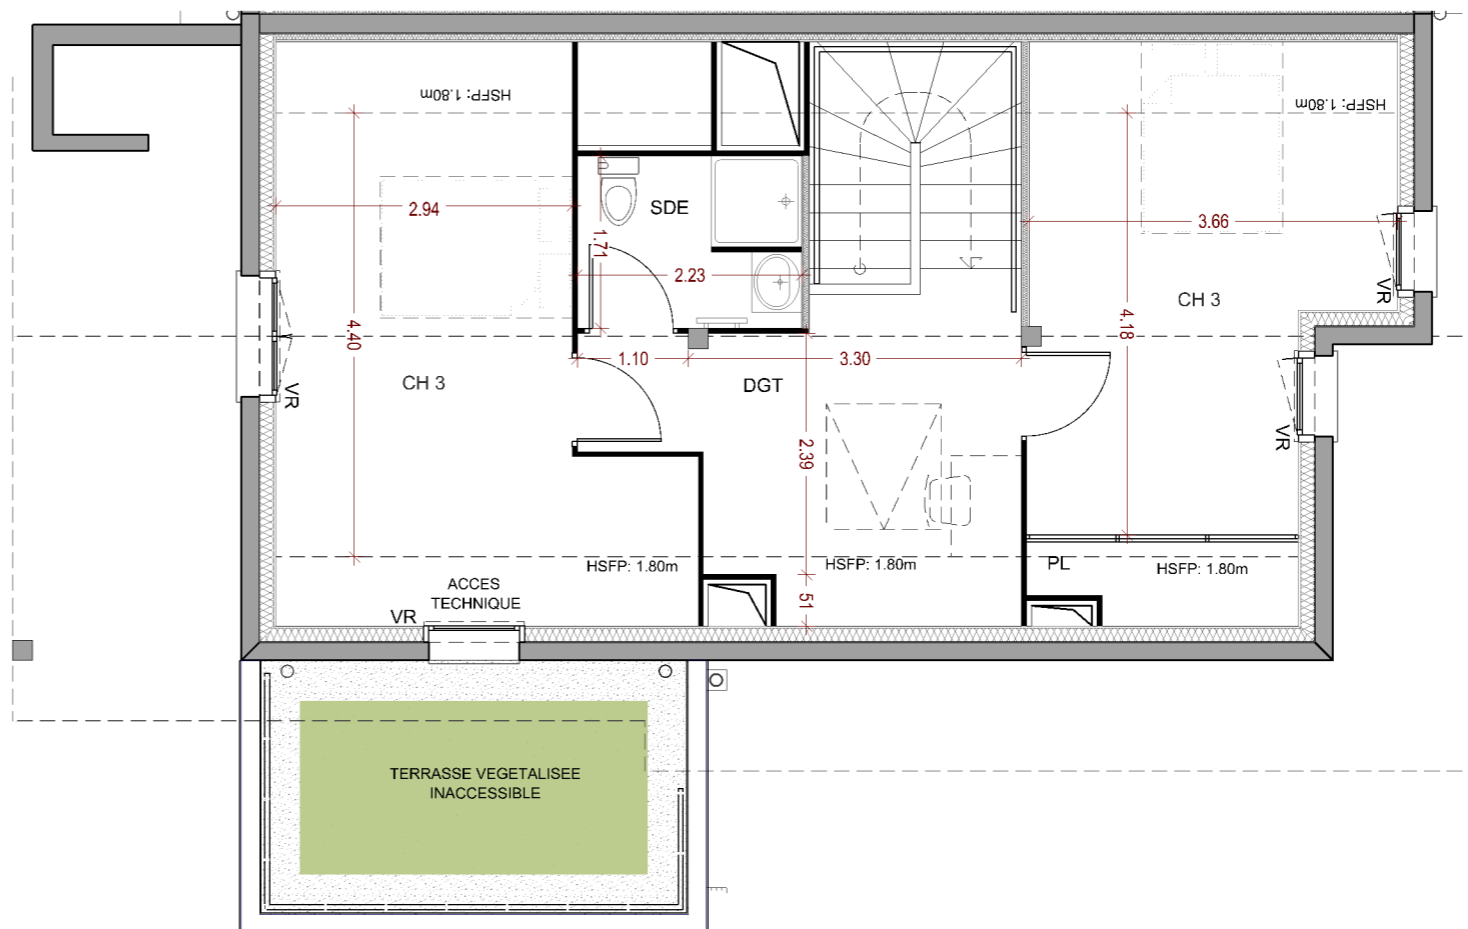 HSFP: 1.80m
HSFP: 1.80m
2.94
SDE
1.71
2.23
3.66
CH 3
VR
4.40
4.18
1.10
3.30
CH 3
DGT
VR
VR
2.39
HSFP: 1.80m
HSFP: 1.80m
PL
HSFP: 1.80m
ACCES
TECHNIQUE
VR
51
TERRASSE VEGETALISEE
INACCESSIBLE